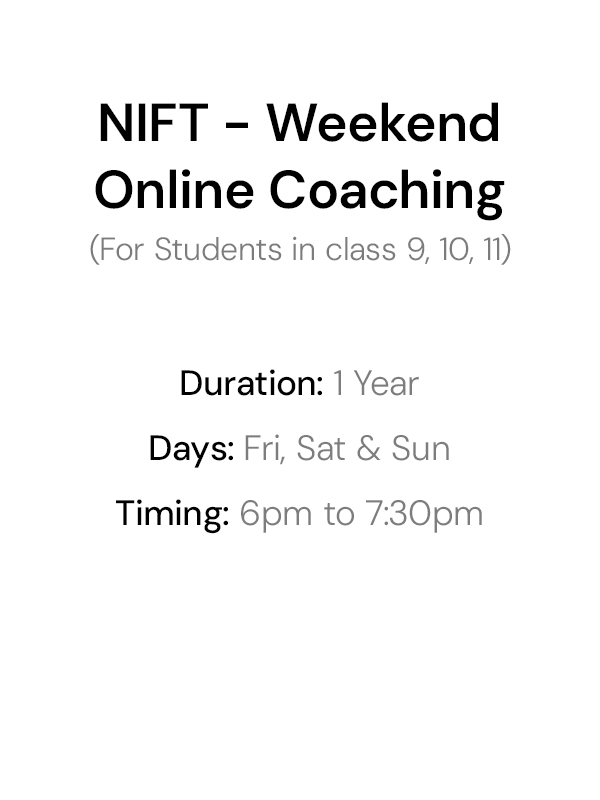 NIFT - Weekend
Online Coaching
(For Students in class 9, 10, 11)
Duration: 1 Year
Days: Fri, Sat & Sun
Timing: 6pm to 7:30pm